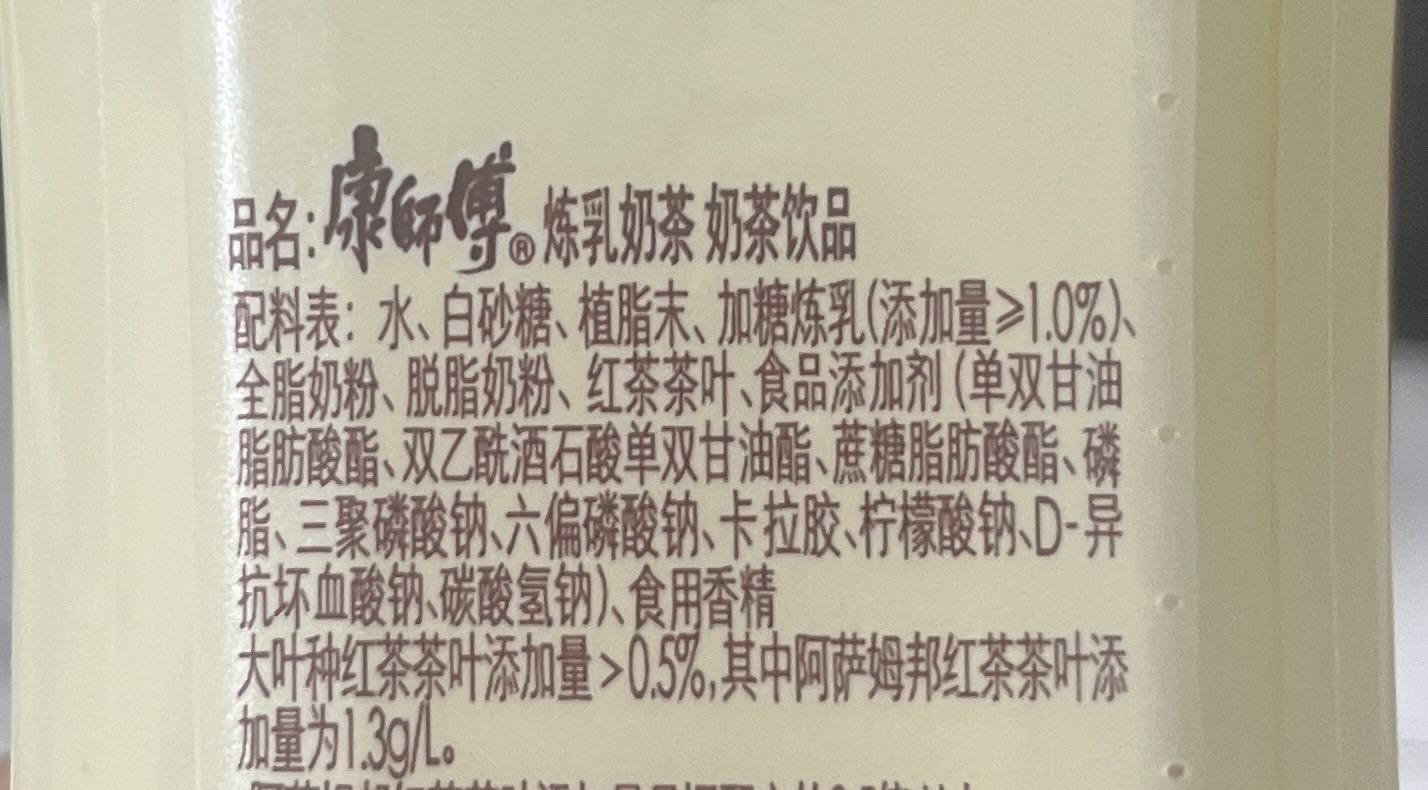 品名:康師傅® 炼乳奶茶 奶茶饮品
配料表: 水、白砂糖、植脂末、加糖炼乳(添加量≥1.0%)、
全脂奶粉、脱脂奶粉、红茶茶叶、食品添加剂(单双甘油
脂肪酸酯、双乙酰酒石酸单双甘油酯、蔗糖脂肪酸酯、磷
脂、三聚磷酸钠、六偏磷酸钠、卡拉胶、柠檬酸钠、D-异
抗坏血酸钠、碳酸氢钠)、食用香精
大叶种红茶茶叶添加量>0.5%,其中阿萨姆邦红茶茶叶添
加量为1.3g/L。